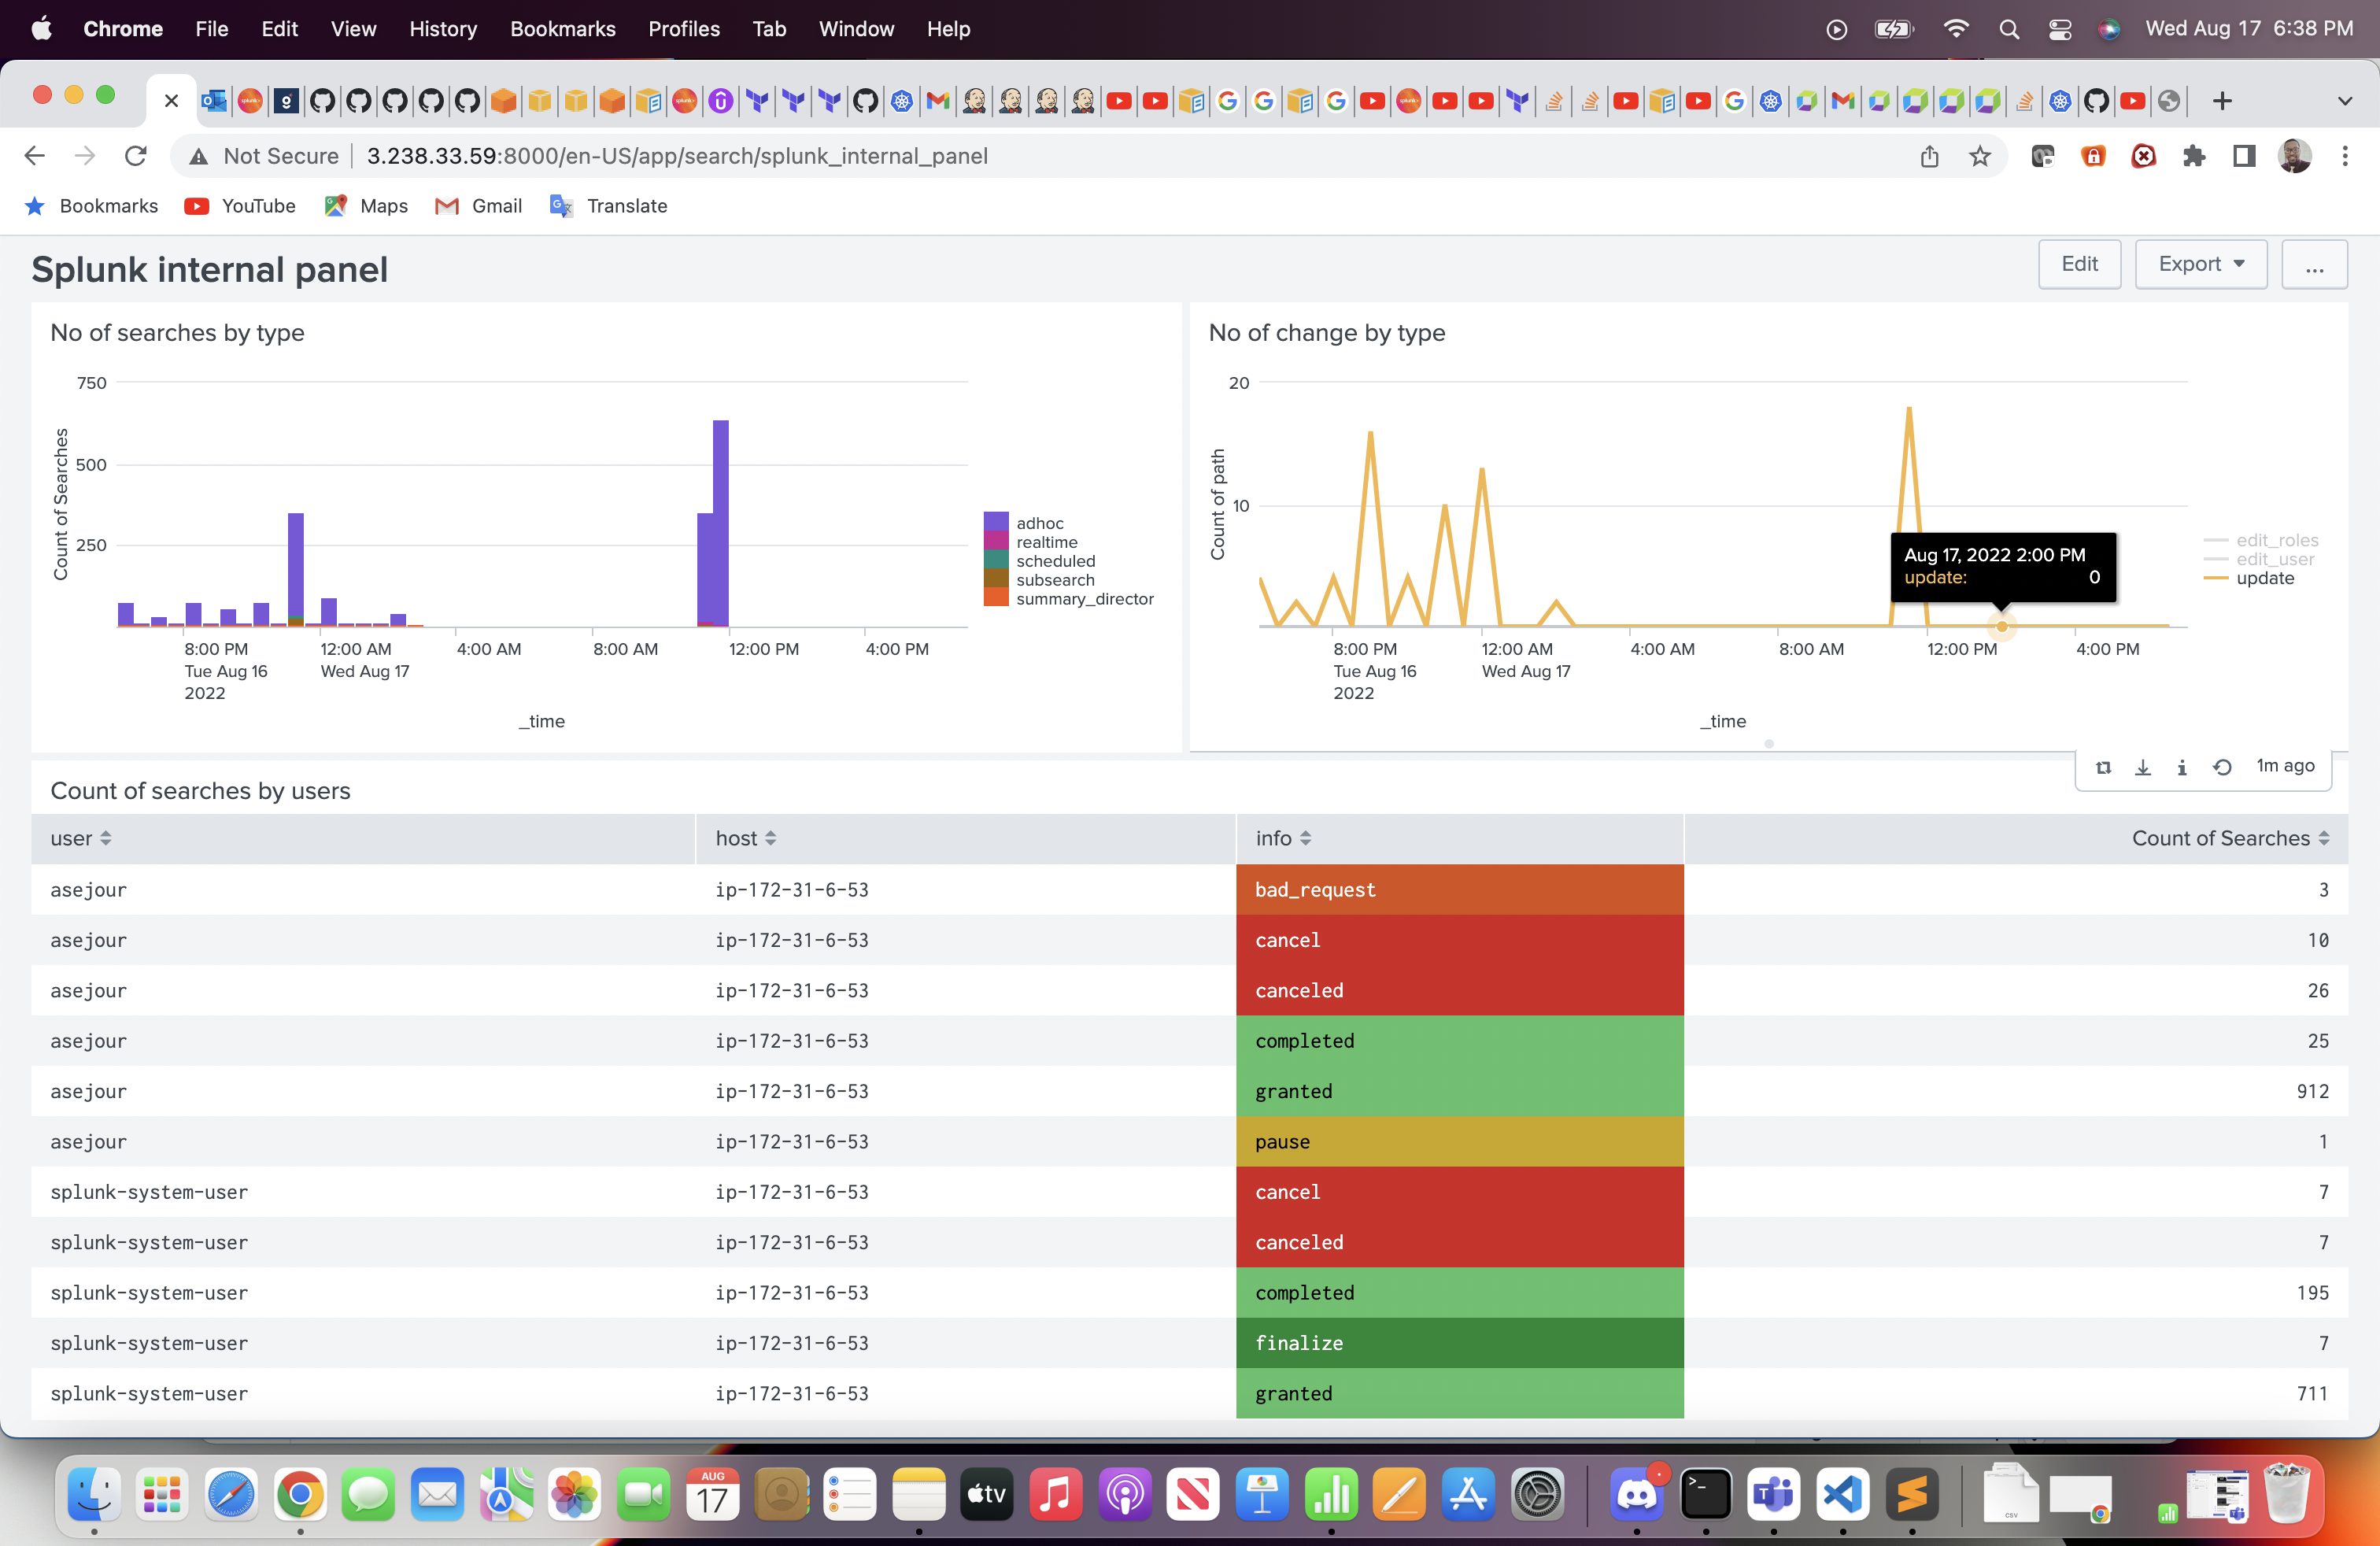 Chrome File Edit View History Bookmarks Profiles Tab Window Help Wed Aug 17 6:38 PM
Not Secure 3.238.33.59:8000/en-US/app/search/splunk_internal_panel
Bookmarks YouTube Maps Gmail Translate
Splunk internal panel
Edit Export ...
No of searches by type
750
500
250
Count of Searches
adhoc
realtime
scheduled
subsearch
summary_director
8:00 PM 12:00 AM 4:00 AM 8:00 AM 12:00 PM 4:00 PM
Tue Aug 16 Wed Aug 17
2022
_time
No of change by type
20
10
Count of path
Aug 17, 2022 2:00 PM
update: 0
edit_roles
edit_user
update
8:00 PM 12:00 AM 4:00 AM 8:00 AM 12:00 PM 4:00 PM
Tue Aug 16 Wed Aug 17
2022
_time
1m ago
Count of searches by users
user host info Count of Searches
asejour ip-172-31-6-53 bad_request 3
asejour ip-172-31-6-53 cancel 10
asejour ip-172-31-6-53 canceled 26
asejour ip-172-31-6-53 completed 25
asejour ip-172-31-6-53 granted 912
asejour ip-172-31-6-53 pause 1
splunk-system-user ip-172-31-6-53 cancel 7
splunk-system-user ip-172-31-6-53 canceled 7
splunk-system-user ip-172-31-6-53 completed 195
splunk-system-user ip-172-31-6-53 finalize 7
splunk-system-user ip-172-31-6-53 granted 711
AUG
17
tv
CSV